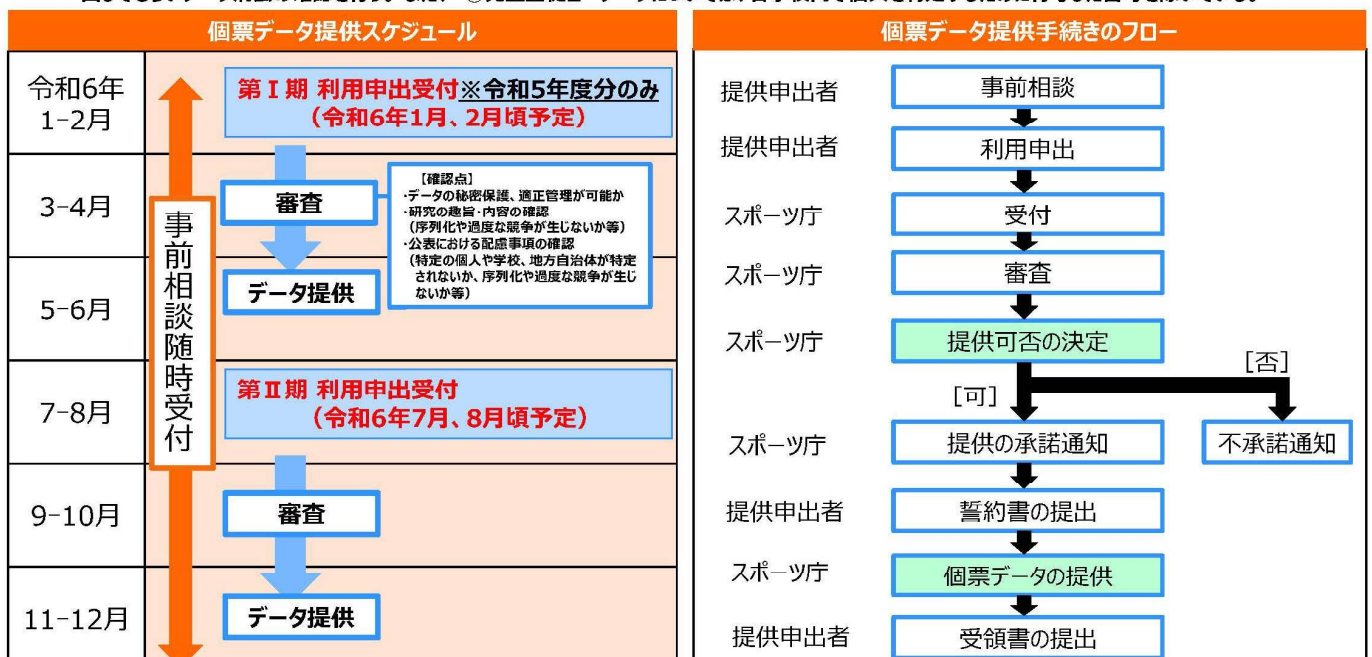 個票データ提供スケジュール
令和6年
1-2月
第Ⅰ期 利用申出受付※令和5年度分のみ
（令和6年1月、2月頃予定）
3-4月
審査
【確認点】
・データの秘密保護、適正管理が可能か
・研究の趣旨・内容の確認
（序列化や過度な競争が生じないか等）
・公表における配慮事項の確認
（特定の個人や学校、地方自治体が特定
されないか、序列化や過度な競争が生じ
ないか等）
5-6月
データ提供
事前相談随時受付
7-8月
第Ⅱ期 利用申出受付
（令和6年7月、8月頃予定）
9-10月
審査
11-12月
データ提供
個票データ提供手続きのフロー
提供申出者
事前相談
提供申出者
利用申出
スポーツ庁
受付
スポーツ庁
審査
スポーツ庁
提供可否の決定
［可］
［否］
スポーツ庁
提供の承諾通知
不承諾通知
提供申出者
誓約書の提出
スポーツ庁
個票データの提供
提供申出者
受領書の提出